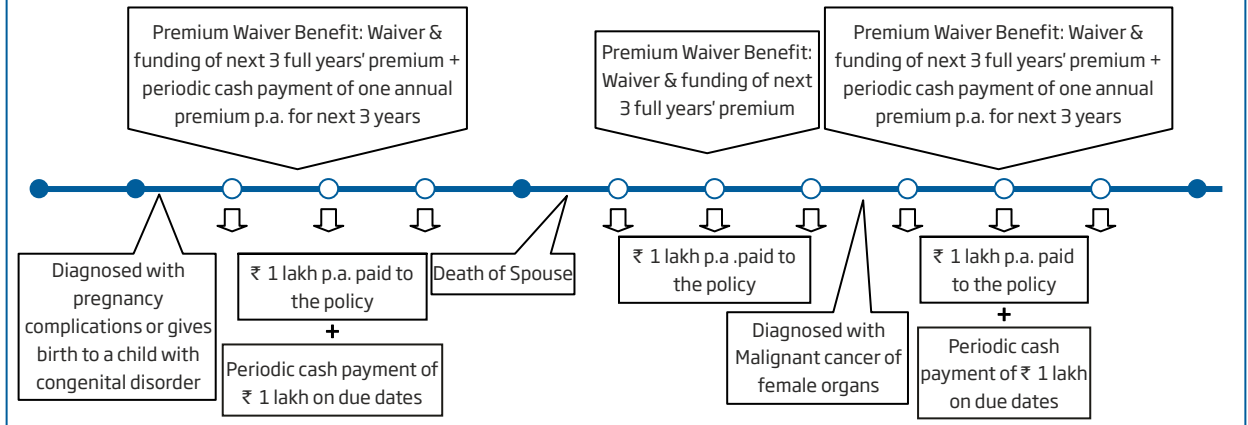 Premium Waiver Benefit: Waiver &
funding of next 3 full years' premium +
periodic cash payment of one annual
premium p.a. for next 3 years
Premium Waiver Benefit:
Waiver & funding of next
3 full years' premium
Premium Waiver Benefit: Waiver &
funding of next 3 full years' premium +
periodic cash payment of one annual
premium p.a. for next 3 years
Diagnosed with
pregnancy
complications or gives
birth to a child with
congenital disorder
₹ 1 lakh p.a. paid to
the policy
+
Periodic cash payment of
₹ 1 lakh on due dates
Death of Spouse
₹ 1 lakh p.a .paid to
the policy
Diagnosed with
Malignant cancer of
female organs
₹ 1 lakh p.a. paid
to the policy
+
Periodic cash
payment of ₹ 1 lakh
on due dates